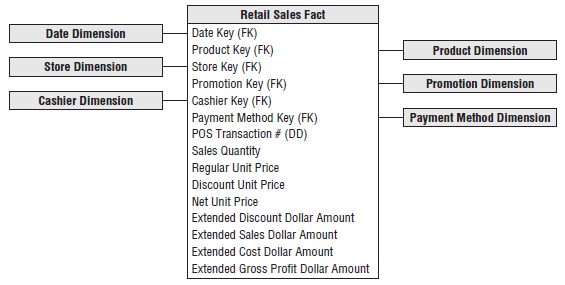 Retail Sales Fact
Date Dimension
Store Dimension
Cashier Dimension
Date Key (FK)
Product Key (FK)
Store Key (FK)
Promotion Key (FK)
Cashier Key (FK)
Payment Method Key (FK)
POS Transaction # (DD)
Sales Quantity
Regular Unit Price
Discount Unit Price
Net Unit Price
Extended Discount Dollar Amount
Extended Sales Dollar Amount
Extended Cost Dollar Amount
Extended Gross Profit Dollar Amount
Product Dimension
Promotion Dimension
Payment Method Dimension